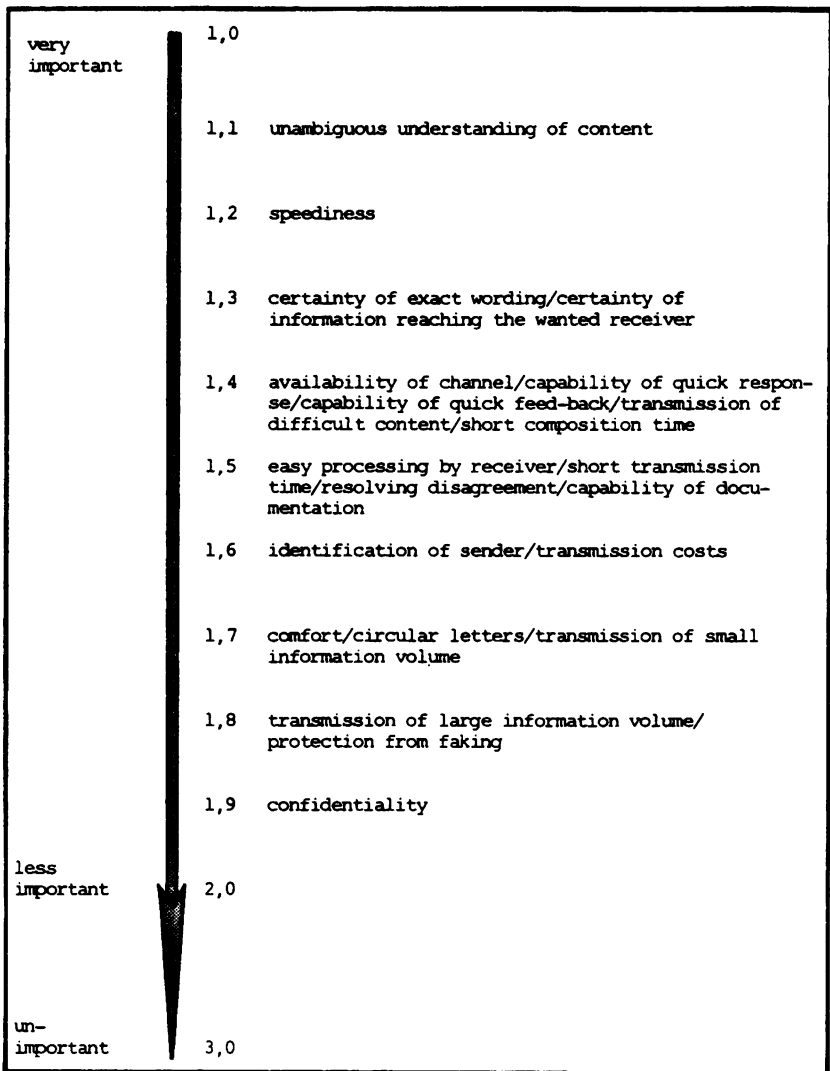 very
important
1,0
1,1 unambiguous understanding of content
1,2 speediness
1,3 certainty of exact wording/certainty of
information reaching the wanted receiver
1,4 availability of channel/capability of quick respon-
se/capability of quick feed-back/transmission of
difficult content/short composition time
1,5 easy processing by receiver/short transmission
time/resolving disagreement/capability of docu-
mentation
1,6 identification of sender/transmission costs
1,7 comfort/circular letters/transmission of small
information volume
1,8 transmission of large information volume/
protection from faking
1,9 confidentiality
less
important 2,0
un-
important 3,0